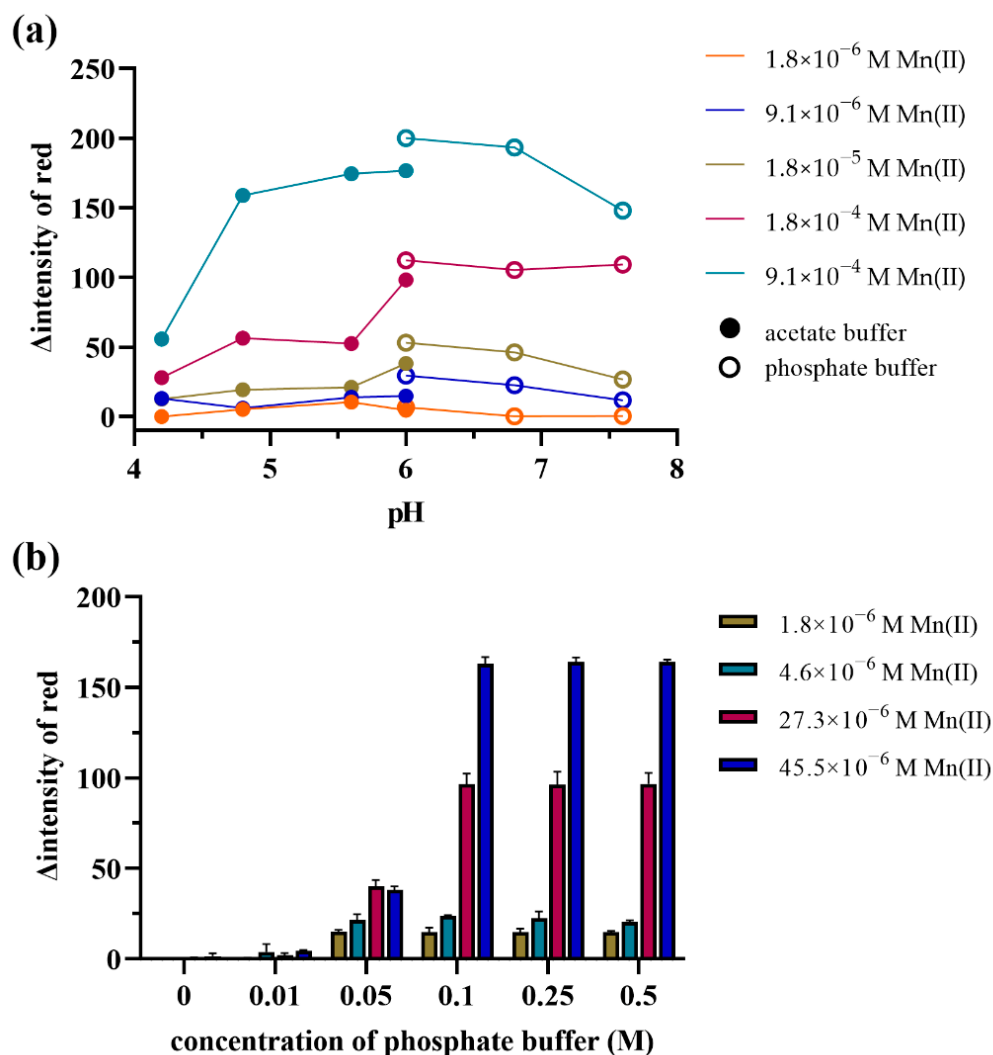 (a)
250
200
150
100
50
0
Δintensity of red
4 5 6 7 8
pH
1.8×10⁻⁶ M Mn(II)
9.1×10⁻⁶ M Mn(II)
1.8×10⁻⁵ M Mn(II)
1.8×10⁻⁴ M Mn(II)
9.1×10⁻⁴ M Mn(II)
acetate buffer
phosphate buffer
(b)
200
150
100
50
0
Δintensity of red
0 0.01 0.05 0.1 0.25 0.5
concentration of phosphate buffer (M)
1.8×10⁻⁶ M Mn(II)
4.6×10⁻⁶ M Mn(II)
27.3×10⁻⁶ M Mn(II)
45.5×10⁻⁶ M Mn(II)